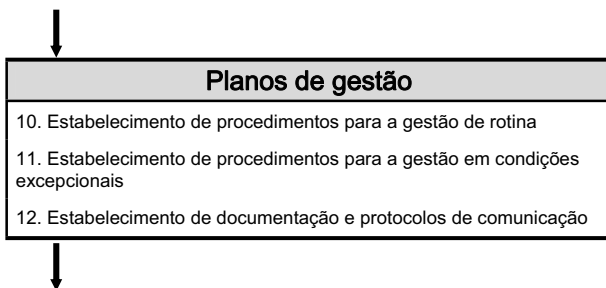 Planos de gestão
10. Estabelecimento de procedimentos para a gestão de rotina
11. Estabelecimento de procedimentos para a gestão em condições
excepcionais
12. Estabelecimento de documentação e protocolos de comunicação